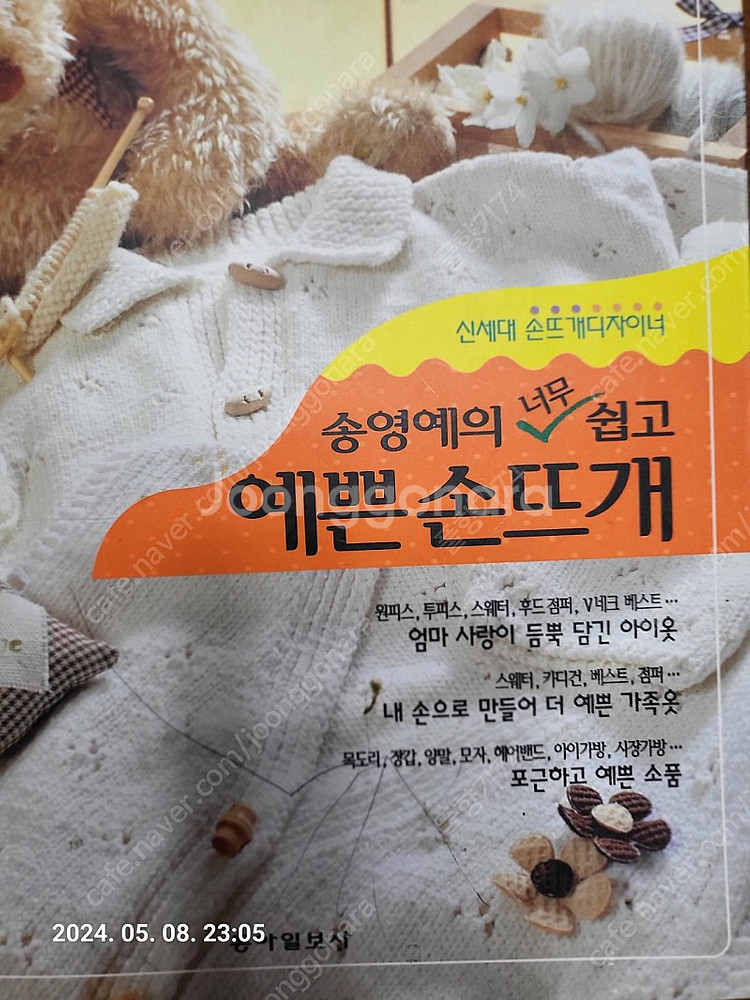 신세대 손뜨개디자이너
송영예의 너무 쉽고
예쁜 손뜨개
Joonggonara
원피스, 투피스, 스웨터, 후드점퍼, V네크 베스트…
엄마 사랑이 듬뿍 담긴 아이옷
스웨터, 카디건, 베스트, 점퍼…
내 손으로 만들어 더 예쁜 가족옷
목도리, 장갑, 양말, 모자, 헤어밴드, 아이가방, 시장가방…
포근하고 예쁜 소품
2024. 05. 08. 23:05
동아일보사
cafe.naver.com/joonggonara